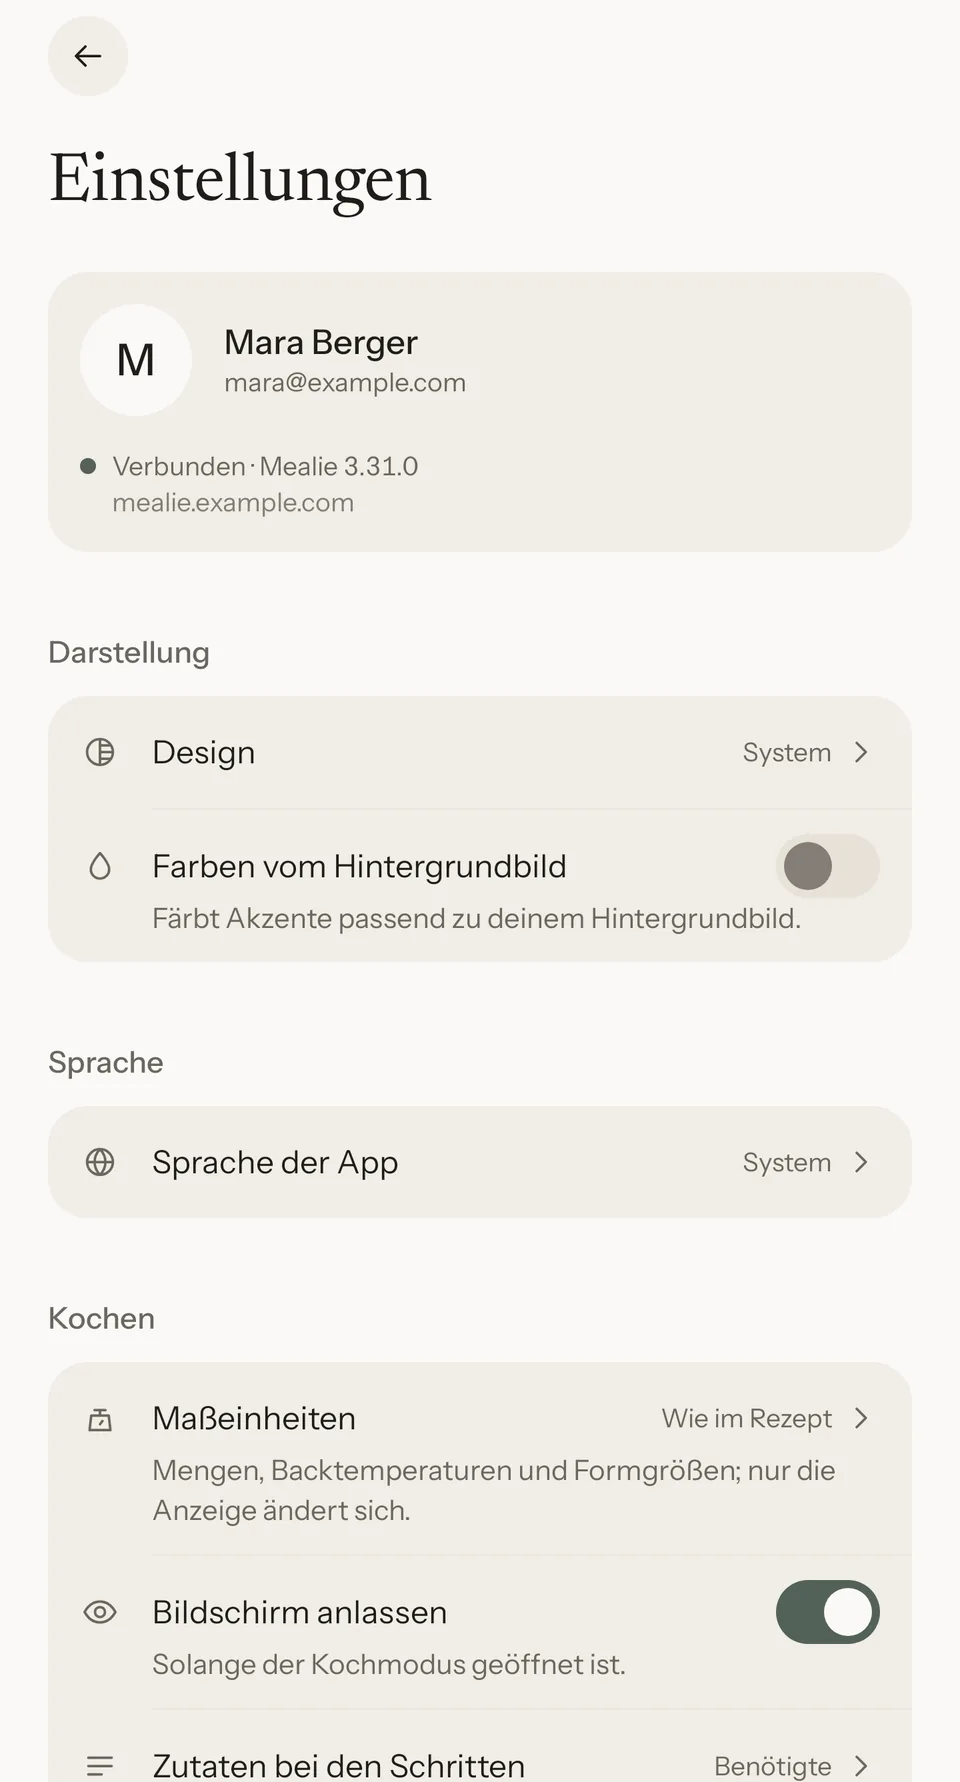 Einstellungen
M
Mara Berger
mara@example.com
Verbunden · Mealie 3.31.0
mealie.example.com
Darstellung
Design System
Farben vom Hintergrundbild
Färbt Akzente passend zu deinem Hintergrundbild.
Sprache
Sprache der App System
Kochen
Maßeinheiten Wie im Rezept
Mengen, Backtemperaturen und Formgrößen; nur die
Anzeige ändert sich.
Bildschirm anlassen
Solange der Kochmodus geöffnet ist.
Zutaten bei den Schritten Benötigte